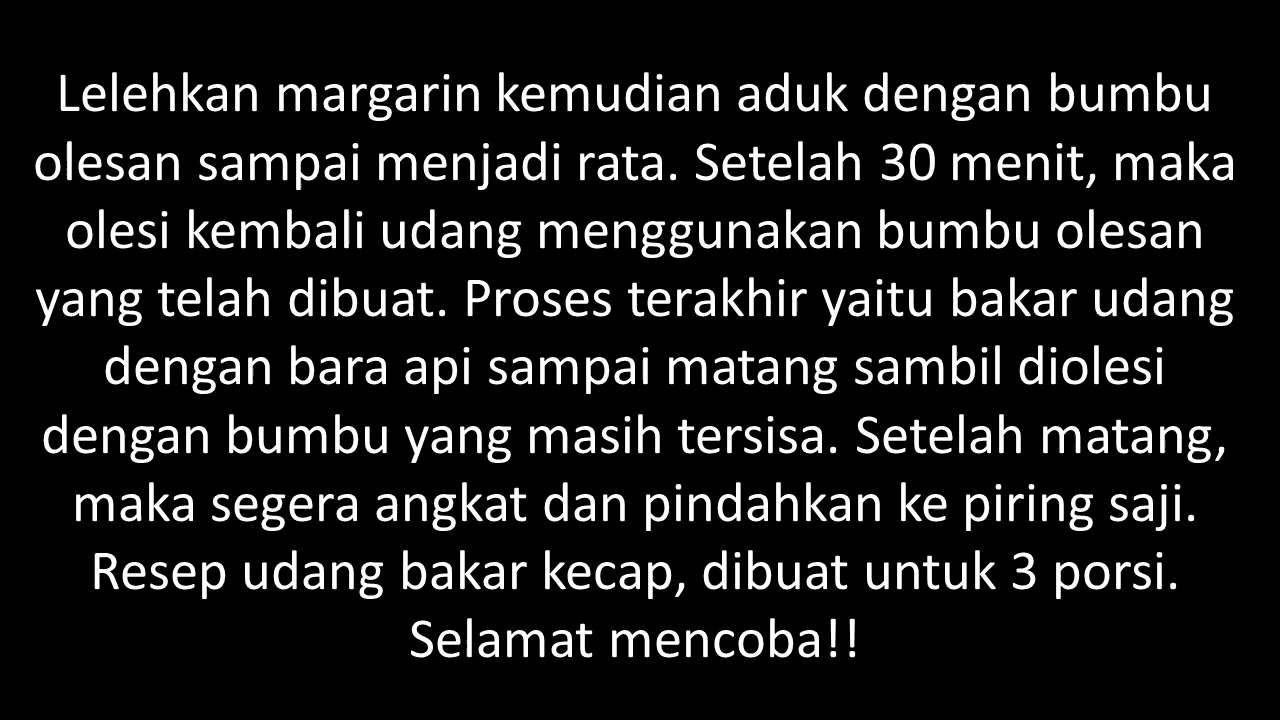 Lelehkan margarin kemudian aduk dengan bumbu
olesan sampai menjadi rata. Setelah 30 menit, maka
olesi kembali udang menggunakan bumbu olesan
yang telah dibuat. Proses terakhir yaitu bakar udang
dengan bara api sampai matang sambil diolesi
dengan bumbu yang masih tersisa. Setelah matang,
maka segera angkat dan pindahkan ke piring saji.
Resep udang bakar kecap, dibuat untuk 3 porsi.
Selamat mencoba!!